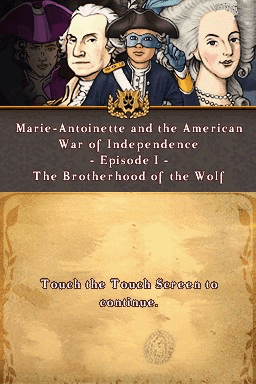 Marie-Antoinette and the American
War of Independence
- Episode I -
The Brotherhood of the Wolf
Touch the Touch Screen to
continue.